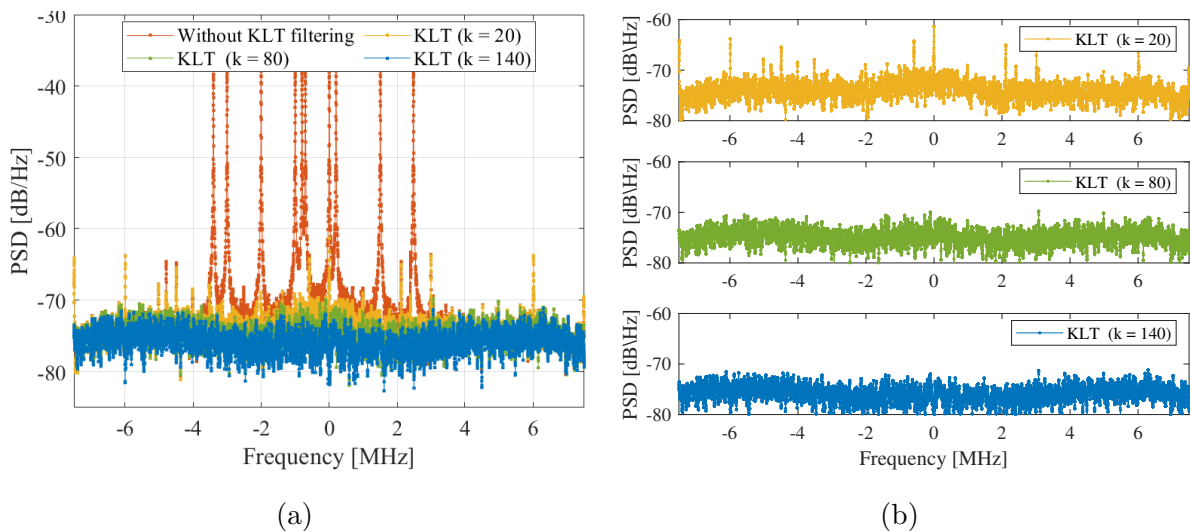 -30
-40
-50
-60
-70
-80
PSD [dB/Hz]
Without KLT filtering
KLT (k = 20)
KLT (k = 80)
KLT (k = 140)
-6 -4 -2 0 2 4 6
Frequency [MHz]
(a)
-60
-70
-80
PSD [dB\Hz]
KLT (k = 20)
-6 -4 -2 0 2 4 6
-60
-70
-80
PSD [dB\Hz]
KLT (k = 80)
-6 -4 -2 0 2 4 6
-60
-70
-80
PSD [dB\Hz]
KLT (k = 140)
-6 -4 -2 0 2 4 6
Frequency [MHz]
(b)